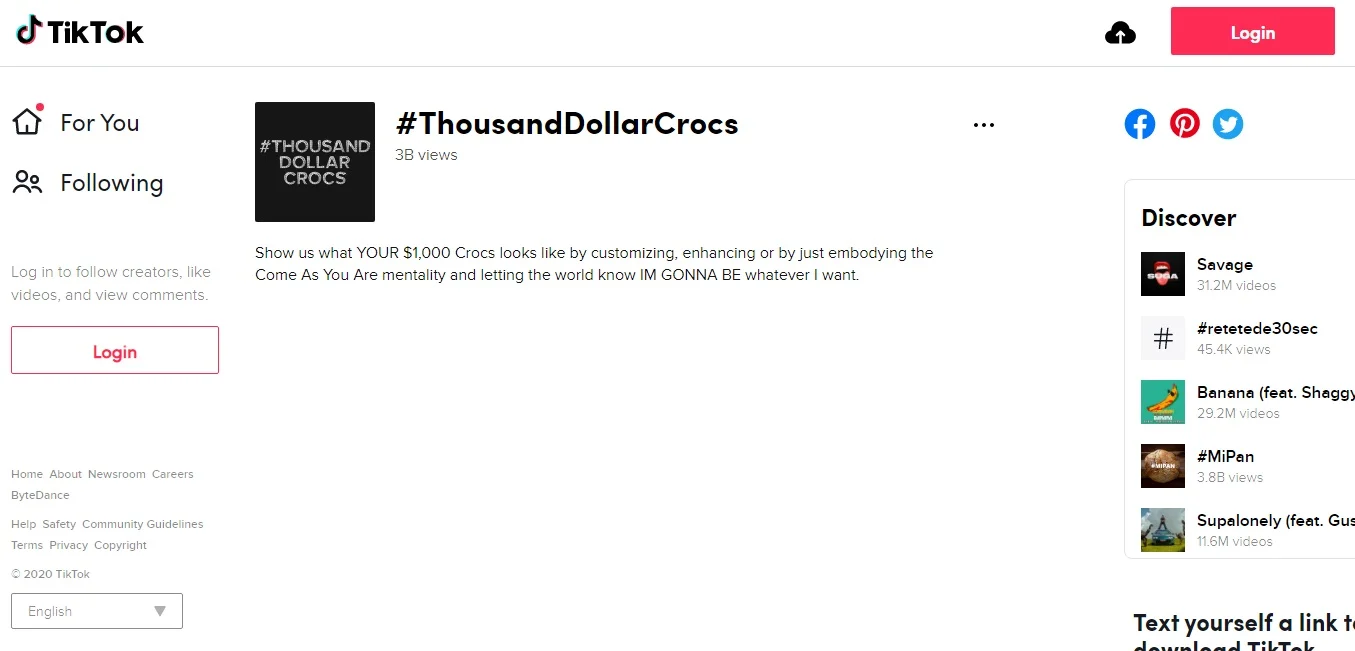 TikTok
Login
For You
Following
Log in to follow creators, like
videos, and view comments.
Login
Home About Newsroom Careers
ByteDance
Help Safety Community Guidelines
Terms Privacy Copyright
© 2020 TikTok
English
#THOUSAND
DOLLAR
CROCS
#ThousandDollarCrocs
3B views
Show us what YOUR $1,000 Crocs looks like by customizing, enhancing or by just embodying the
Come As You Are mentality and letting the world know IM GONNA BE whatever I want.
Discover
Savage
31.2M videos
#
#retetede30sec
45.4K views
Banana (feat. Shaggy
29.2M videos
#MIPAN
#MiPan
3.8B views
Supalonely (feat. Gus
11.6M videos
Text yourself a link to
download TikTok